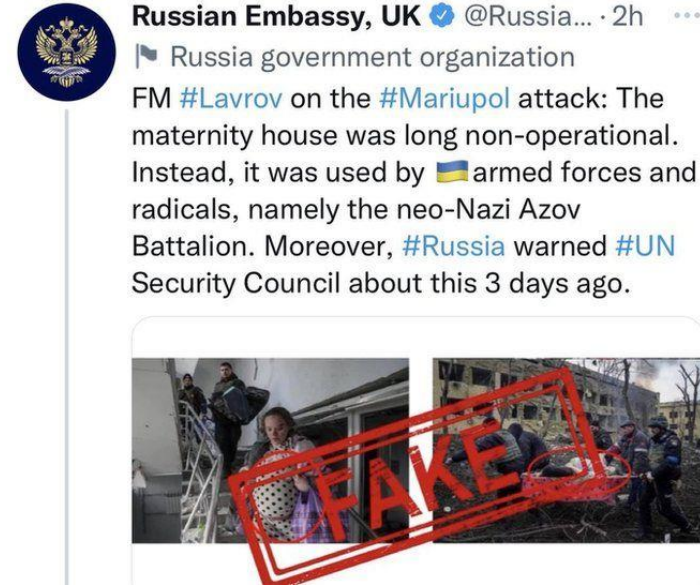 Russian Embassy, UK @Russia... · 2h
Russia government organization
FM #Lavrov on the #Mariupol attack: The
maternity house was long non-operational.
Instead, it was used by 🇺🇦armed forces and
radicals, namely the neo-Nazi Azov
Battalion. Moreover, #Russia warned #UN
Security Council about this 3 days ago.
FAKE